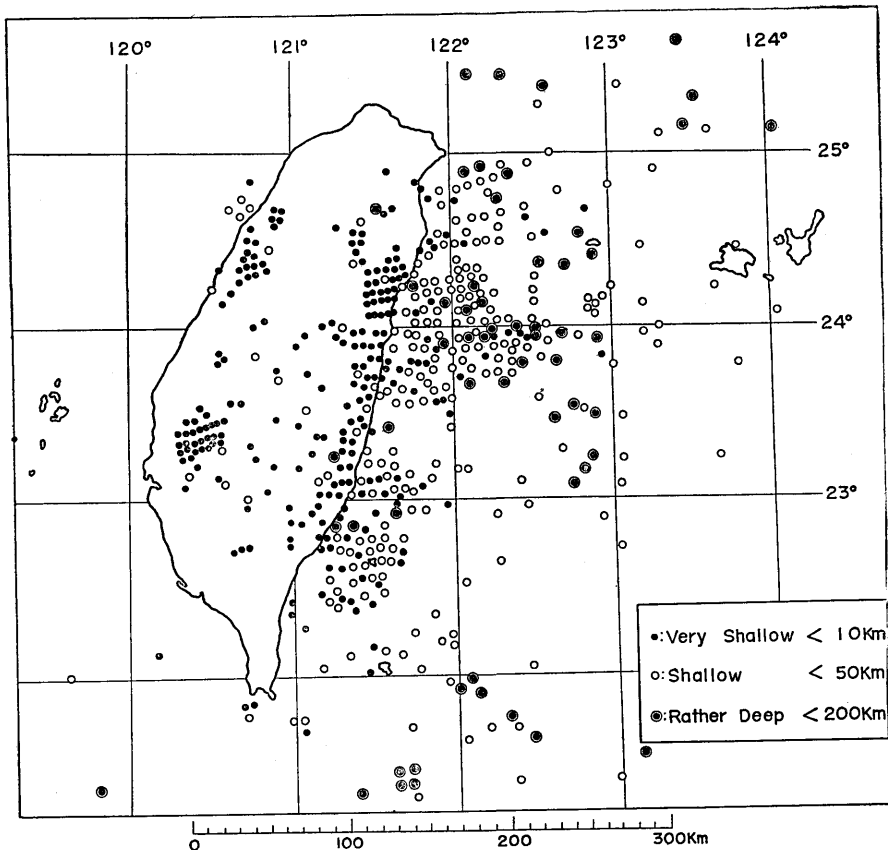 120° 121° 122° 123° 124°
25°
24°
23°
•:Very Shallow < 10Km
○:Shallow < 50Km
◉:Rather Deep < 200Km
0 100 200 300Km